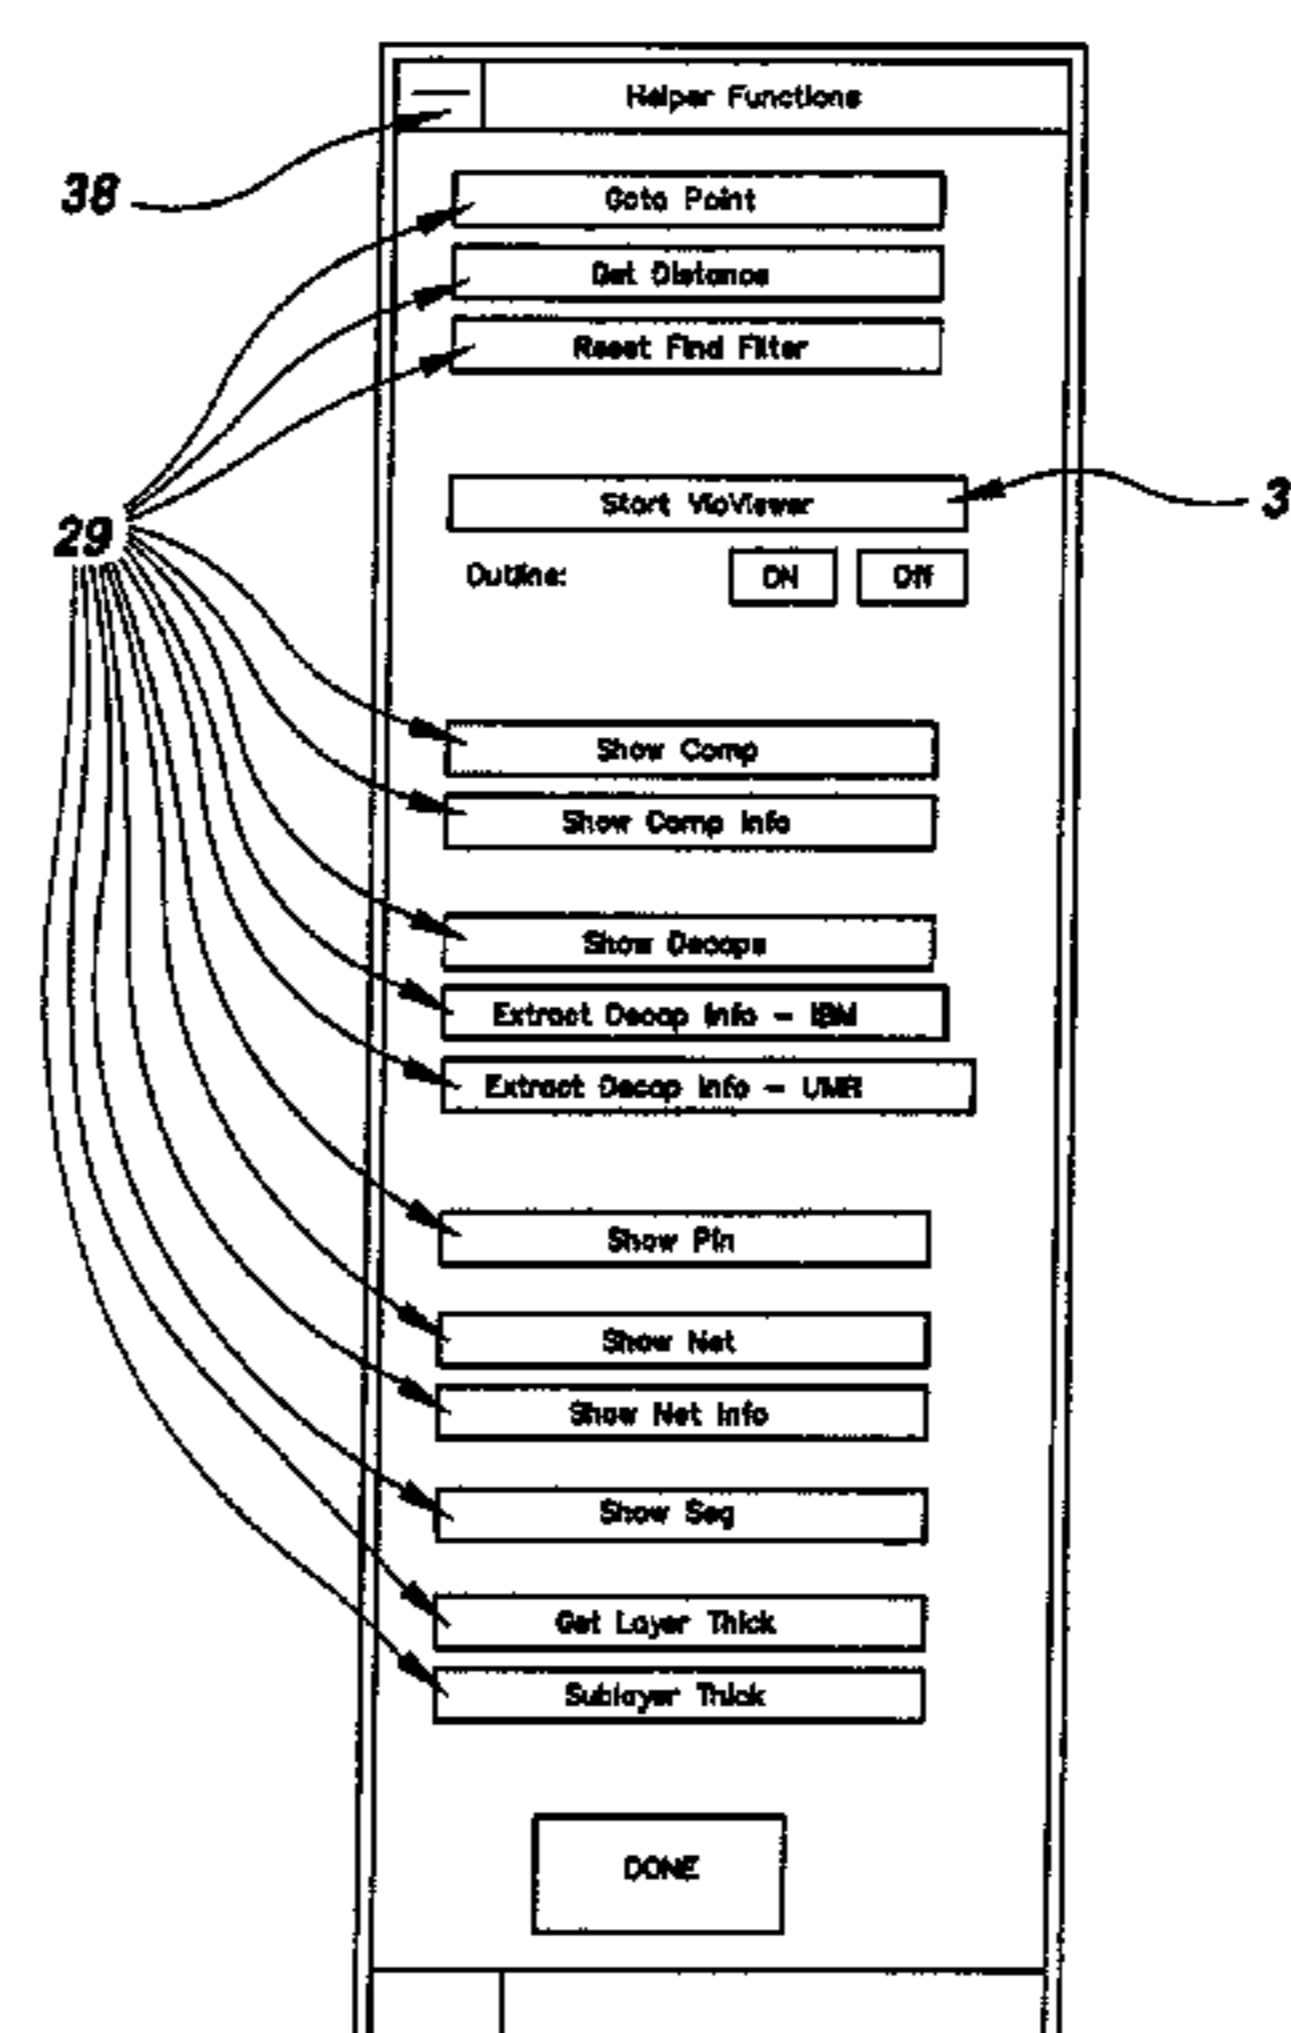 Helper Functions
38
Goto Point
Get Distance
Reset Find Filter
Start VioViewer
3
29
Outline: ON Off
Show Comp
Show Comp Info
Show Decaps
Extract Decap Info - IBM
Extract Decap Info - UMR
Show Pin
Show Net
Show Net Info
Show Seg
Get Layer Thick
Sublayer Thick
DONE